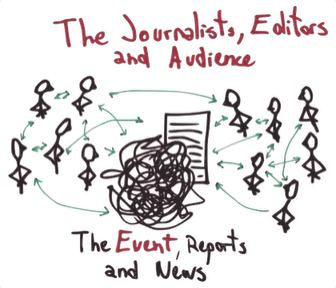 The Journalists, Editors
and Audience
The Event, Reports
and News